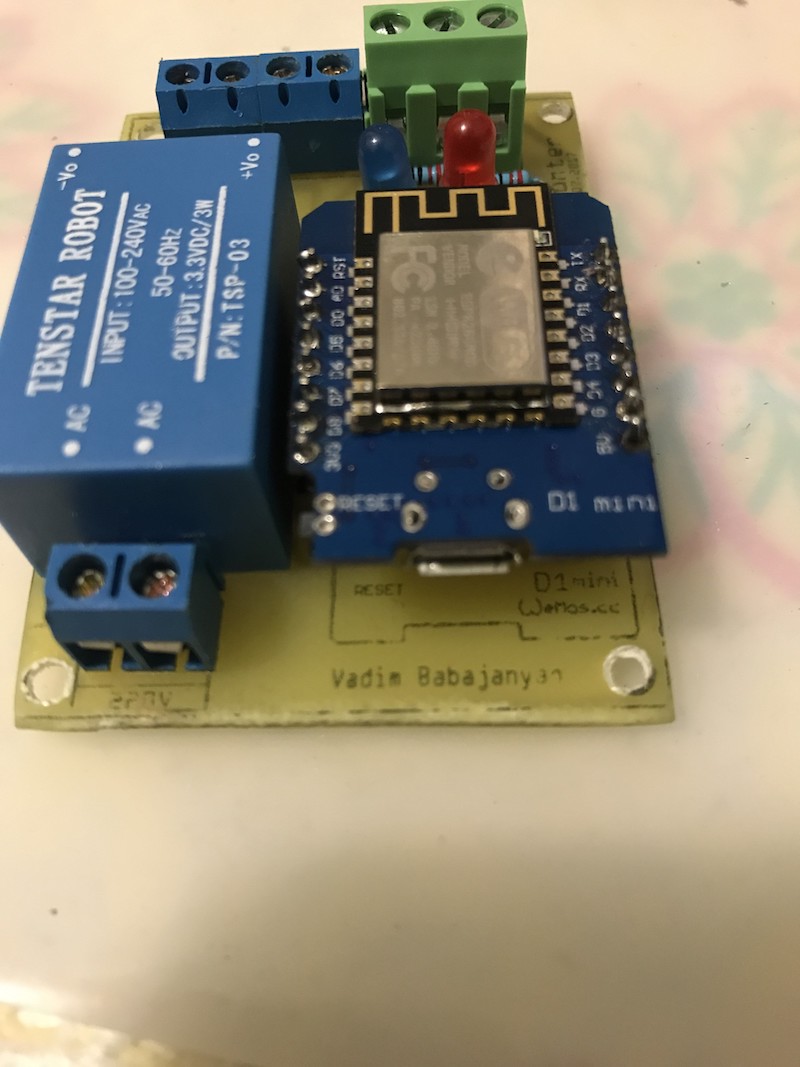 -Vo
+Vo
TENSTAR ROBOT
INPUT:100-240VAC
50-60Hz
OUTPUT:3.3VDC/3W
P/N:TSP-03
AC
AC
RST
A0
D0
D5
D6
D7
D8
3V3
TX
RX
D1
D2
D3
D4
G
5V
FC
RESET
D1 mini
RESET
D1mini
WeMos.cc
Vadim Babajanyan
220V